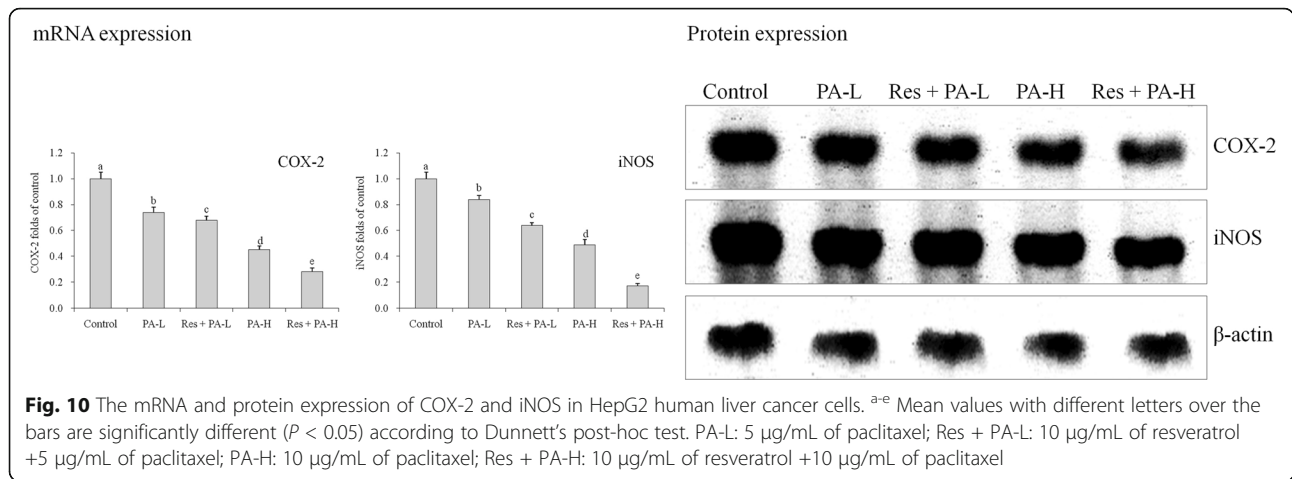 mRNA expression
COX-2
COX-2 folds of control
1.2
1.0
0.8
0.6
0.4
0.2
0.0
a
b
c
d
e
Control PA-L Res + PA-L PA-H Res + PA-H
iNOS
iNOS folds of control
1.2
1.0
0.8
0.6
0.4
0.2
0.0
a
b
c
d
e
Control PA-L Res + PA-L PA-H Res + PA-H
Protein expression
Control PA-L Res + PA-L PA-H Res + PA-H
COX-2
iNOS
β-actin
Fig. 10 The mRNA and protein expression of COX-2 and iNOS in HepG2 human liver cancer cells. a-e Mean values with different letters over the
bars are significantly different (P < 0.05) according to Dunnett's post-hoc test. PA-L: 5 μg/mL of paclitaxel; Res + PA-L: 10 μg/mL of resveratrol
+5 μg/mL of paclitaxel; PA-H: 10 μg/mL of paclitaxel; Res + PA-H: 10 μg/mL of resveratrol +10 μg/mL of paclitaxel